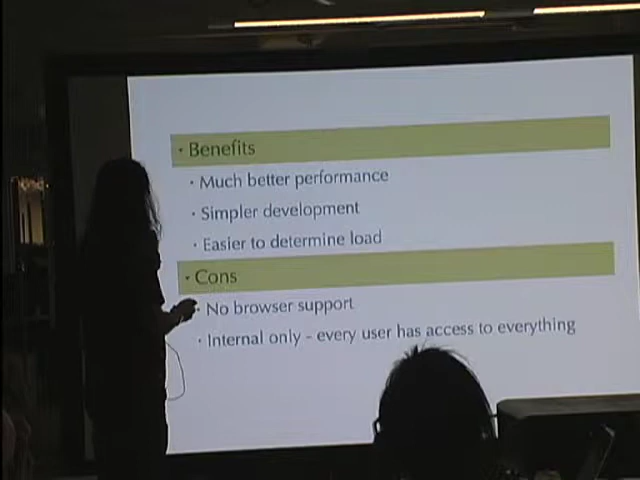 · Benefits
· Much better performance
· Simpler development
· Easier to determine load
· Cons
· No browser support
· Internal only - every user has access to everything